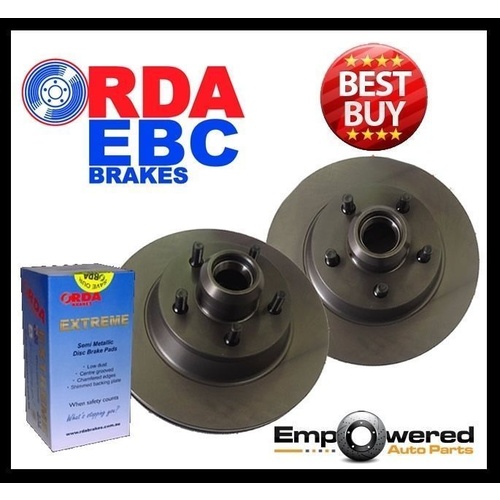 RDA
EBC
BRAKES
BEST
BUY
RDA
BRAKES
EXTREME
Semi Metallic
Disc Brake Pads
• Low dust
• Centre grooved
• Chamfered edges
• Shimmed backing plate
When safety counts
What's stopping you?
www.rdabrakes.com.au
Empowered
Auto Parts